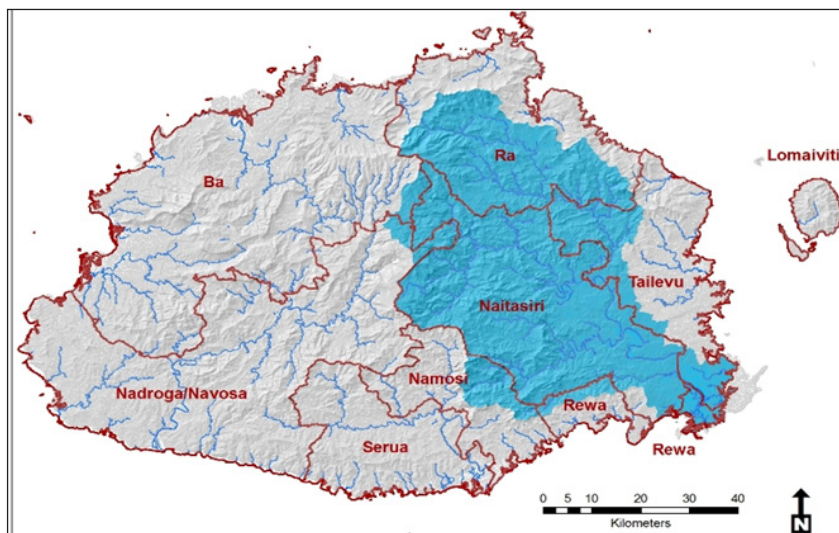 Ra
Lomaiviti
Ba
Tailevu
Naitasiri
Namosi
Nadroga/Navosa
Rewa
Serua
Rewa
0 5 10 20 30 40
Kilometers
N